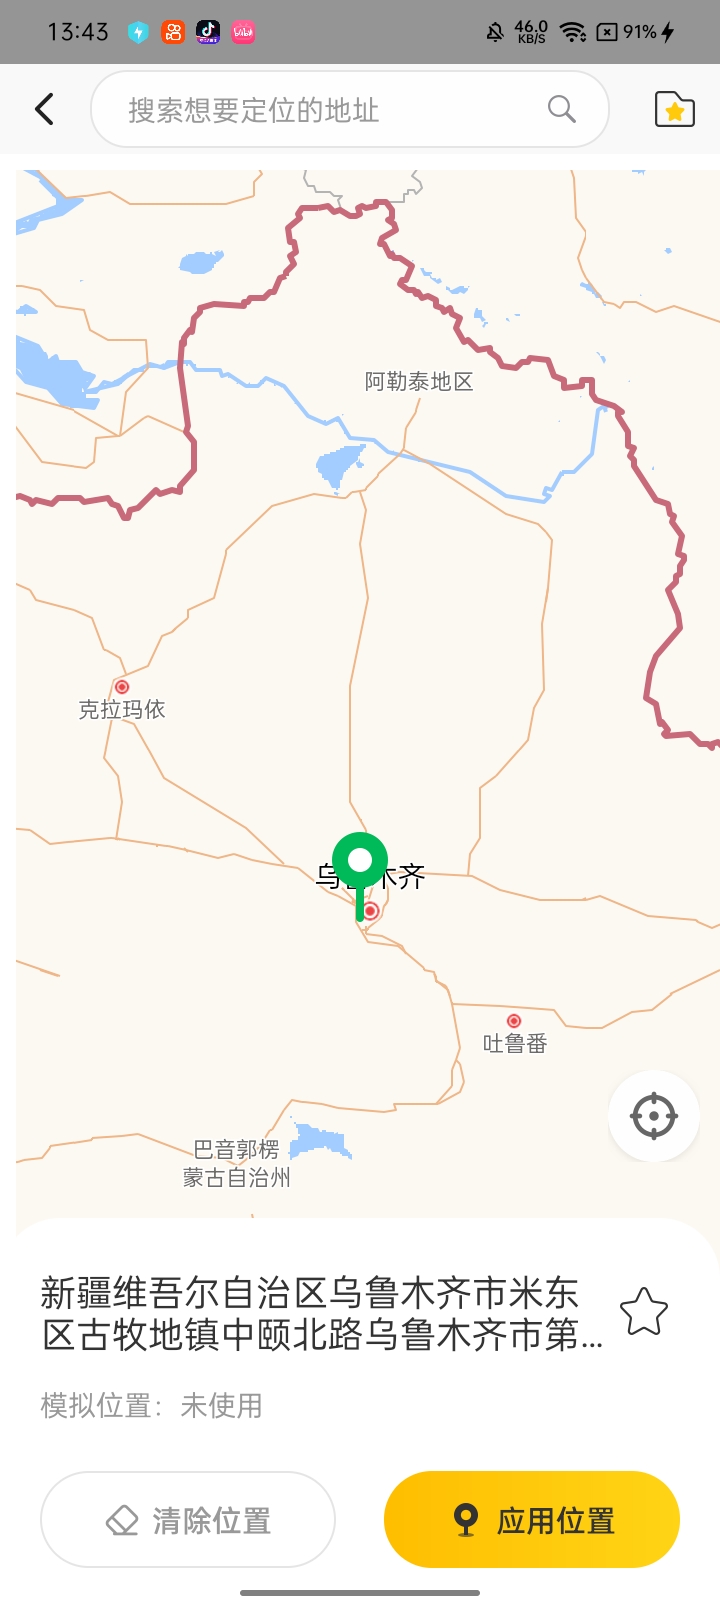 13:43
46.0
KB/S
91%
搜索想要定位的地址
阿勒泰地区
克拉玛依
乌鲁木齐
吐鲁番
巴音郭楞
蒙古自治州
新疆维吾尔自治区乌鲁木齐市米东
区古牧地镇中颐北路乌鲁木齐市第...
模拟位置：未使用
清除位置
应用位置